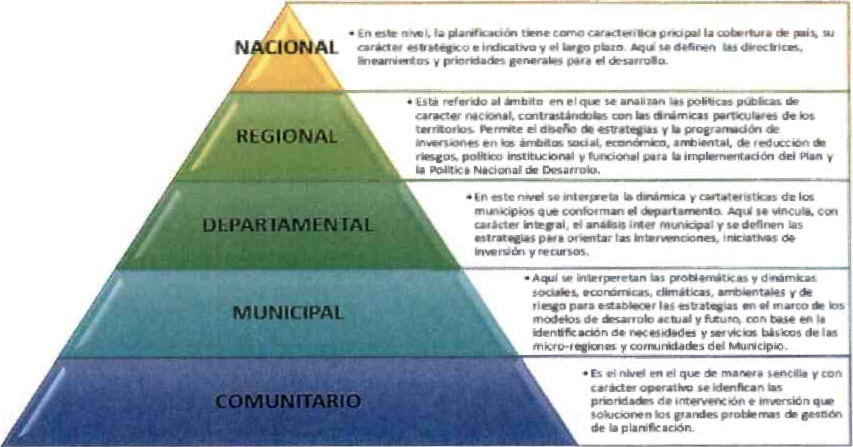 NACIONAL
• En este nivel, la planificación tiene como caracterítica pricipal la cobertura de país, su
carácter estratégico e indicativo y el largo plazo. Aquí se definen las directrices,
lineamientos y prioridades generales para el desarrollo.
REGIONAL
• Está referido al ámbito en el que se analizan las políticas públicas de
caracter nacional, contrastándolas con las dinámicas particulares de los
territorios. Permite el diseño de estrategias y la programación de
inversiones en los ámbitos social, económico, ambiental, de reducción de
riesgos, político institucional y funcional para la implementación del Plan y
la Política Nacional de Desarrolo.
DEPARTAMENTAL
• En este nivel se interpreta la dinámica y cartaterísticas de los
municipios que conforman el departamento. Aquí se vincula, con
carácter integral, el análisis inter municipal y se definen las
estrategias para orientar las intervenciones, iniciativas de
inversión y recursos.
MUNICIPAL
• Aquí se interperetan las problemáticas y dinámicas
sociales, económicas, climáticas, ambientales y de
riesgo para establecer las estrategias en el marco de los
modelos de desarrolo actual y futuro, con base en la
identificación de necesidades y servicios básicos de las
micro-regiones y comunidades del Municipio.
COMUNITARIO
• Es el nivel en el que de manera sencilla y con
carácter operativo se idenfican las
prioridades de intervención e inversión que
solucionen los grandes problemas de gestión
de la planificación.